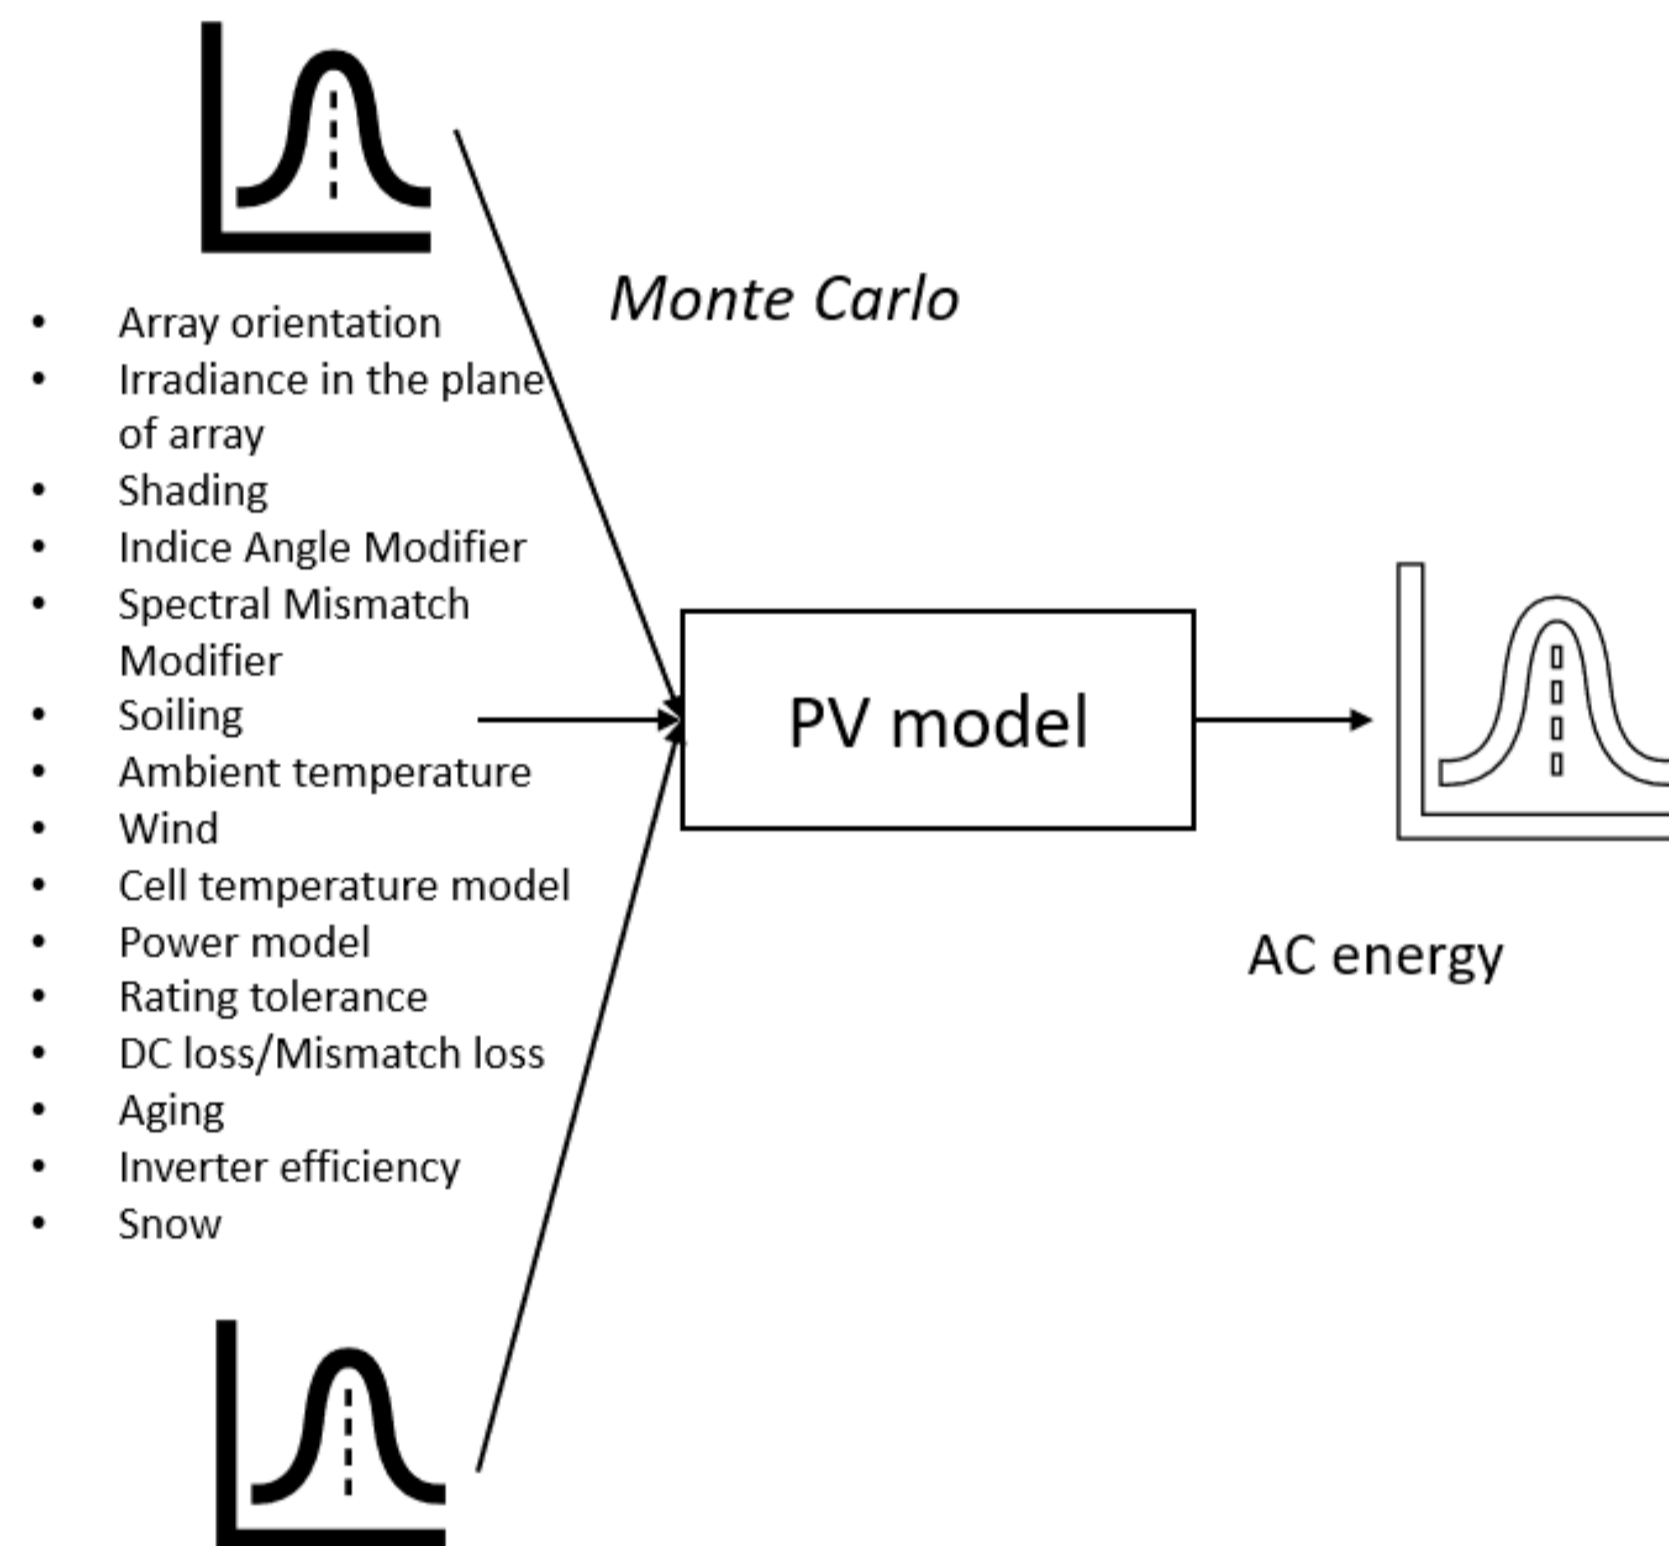 Monte Carlo
• Array orientation
• Irradiance in the plane
of array
• Shading
• Indice Angle Modifier
• Spectral Mismatch
Modifier
• Soiling
• Ambient temperature
• Wind
• Cell temperature model
• Power model
• Rating tolerance
• DC loss/Mismatch loss
• Aging
• Inverter efficiency
• Snow
PV model
AC energy